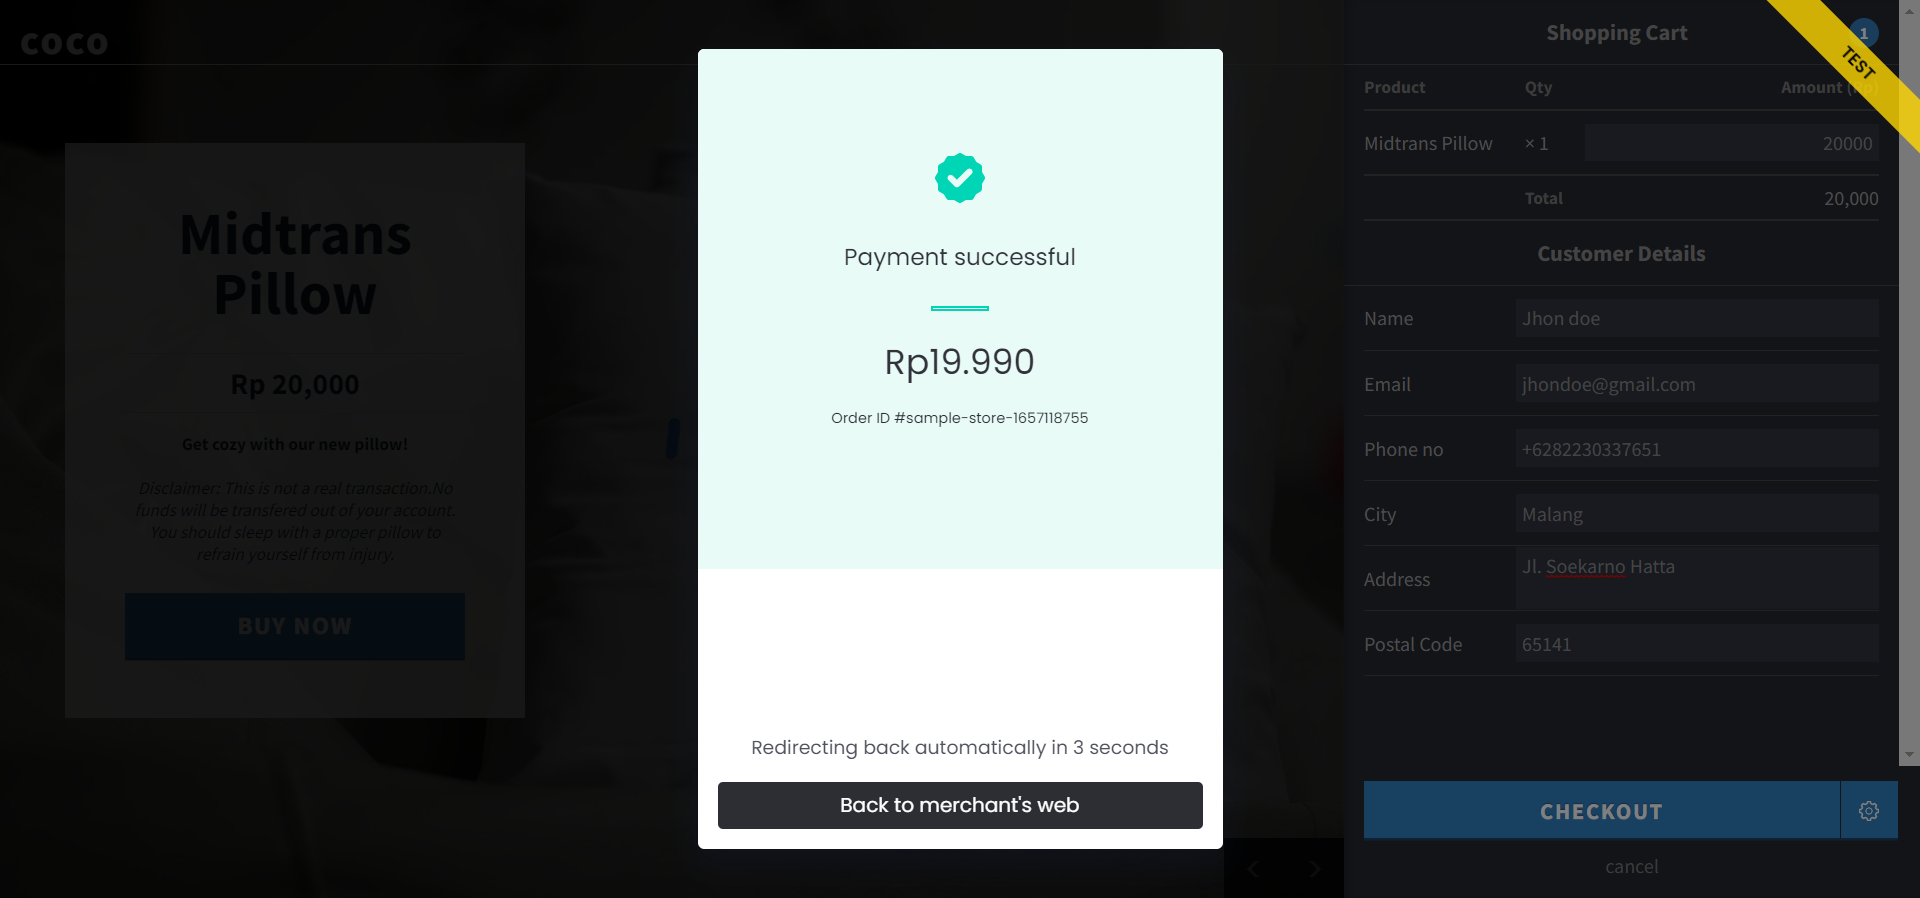 coco
Midtrans
Pillow
Rp 20,000
Get cozy with our new pillow!
Disclaimer: This is not a real transaction.No
funds will be transfered out of your account.
You should sleep with a proper pillow to
refrain yourself from injury.
BUY NOW
Payment successful
Rp19.990
Order ID #sample-store-1657118755
Redirecting back automatically in 3 seconds
Back to merchant's web
Shopping Cart 1
TEST
Product Qty Amount (Rp)
Midtrans Pillow × 1 20000
Total 20,000
Customer Details
Name Jhon doe
Email jhondoe@gmail.com
Phone no +6282230337651
City Malang
Address Jl. Soekarno Hatta
Postal Code 65141
CHECKOUT
cancel